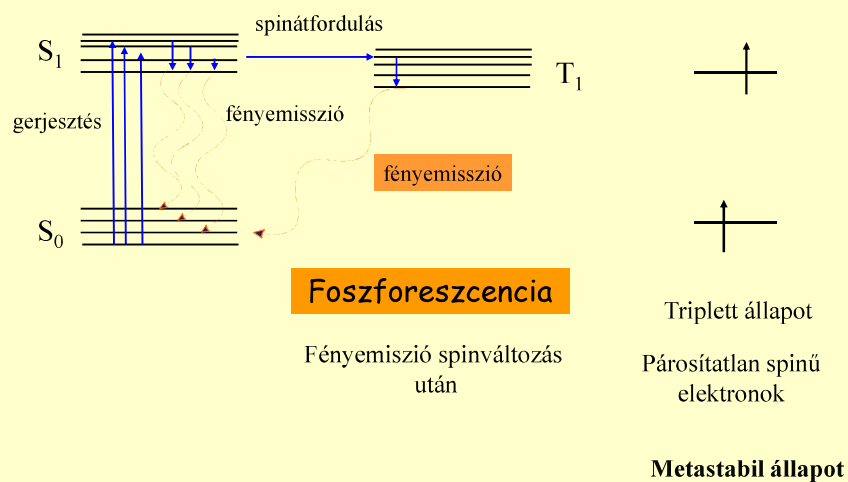 spinátfordulás
S1
T1
gerjesztés
fényemisszió
fényemisszió
S0
Foszforeszcencia
Triplett állapot
Fényemiszió spinváltozás
után
Párosítatlan spinű
elektronok
Metastabil állapot